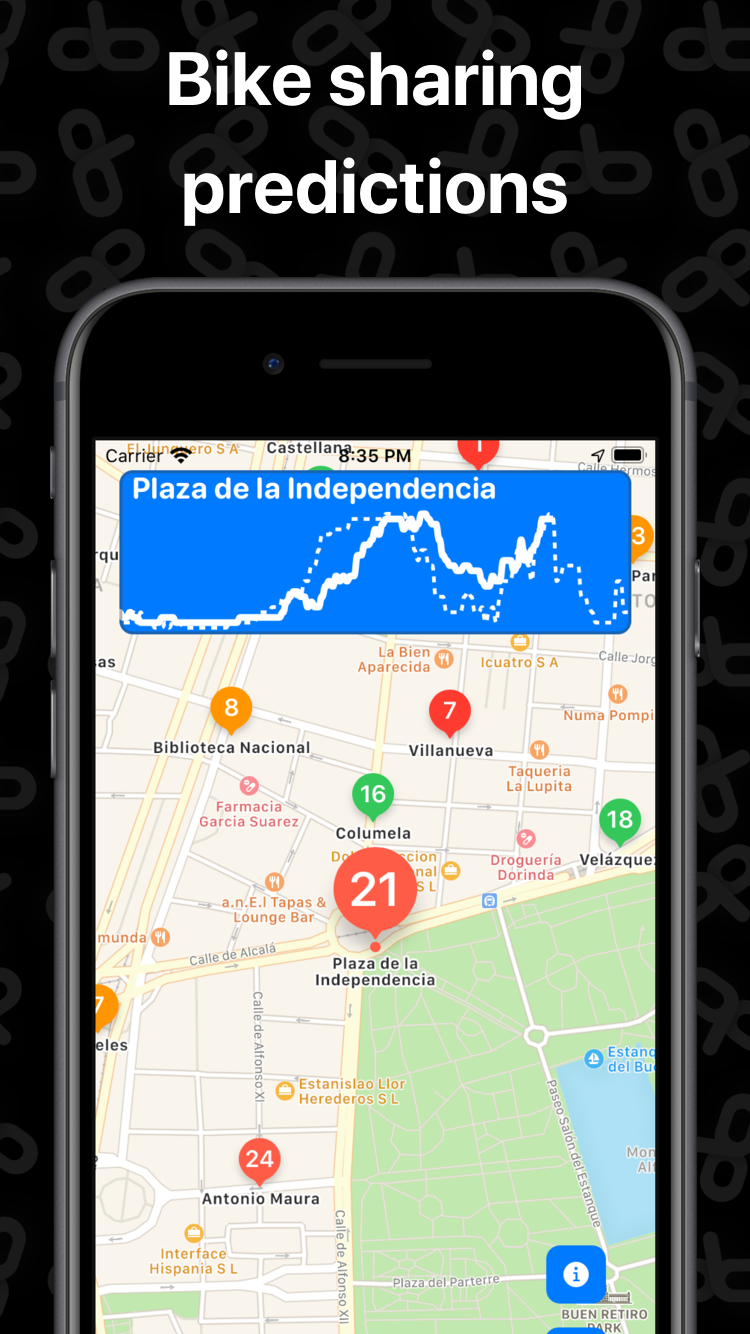 Bike sharing
predictions
El Junquero S A
Castellana
Carrier
8:35 PM
1
Calle Hermos
Plaza de la Independencia
3
rqu
Par
TO
A
sas
La Bien
Aparecida
Icuatro S A
Calle Jorg
8
7
Numa Pompi
Biblioteca Nacional
Villanueva
Taqueria
La Lupita
16
Farmacia
Garcia Suarez
18
Columela
Velázquez
Droguería
Dorinda
21
a.n.E.l Tapas &
Lounge Bar
munda
Calle de Alcalá
Plaza de la
Independencia
7
eles
Calle de Alfonso XI
Estanq
del Bu
Estanislao Llor
Herederos S L
Paseo Salón del Estanque
24
Mon
Alf
Antonio Maura
Interface
Hispania S L
Calle de Alfonso XII
Plaza del Parterre
i
BUEN RETIRO
PARK